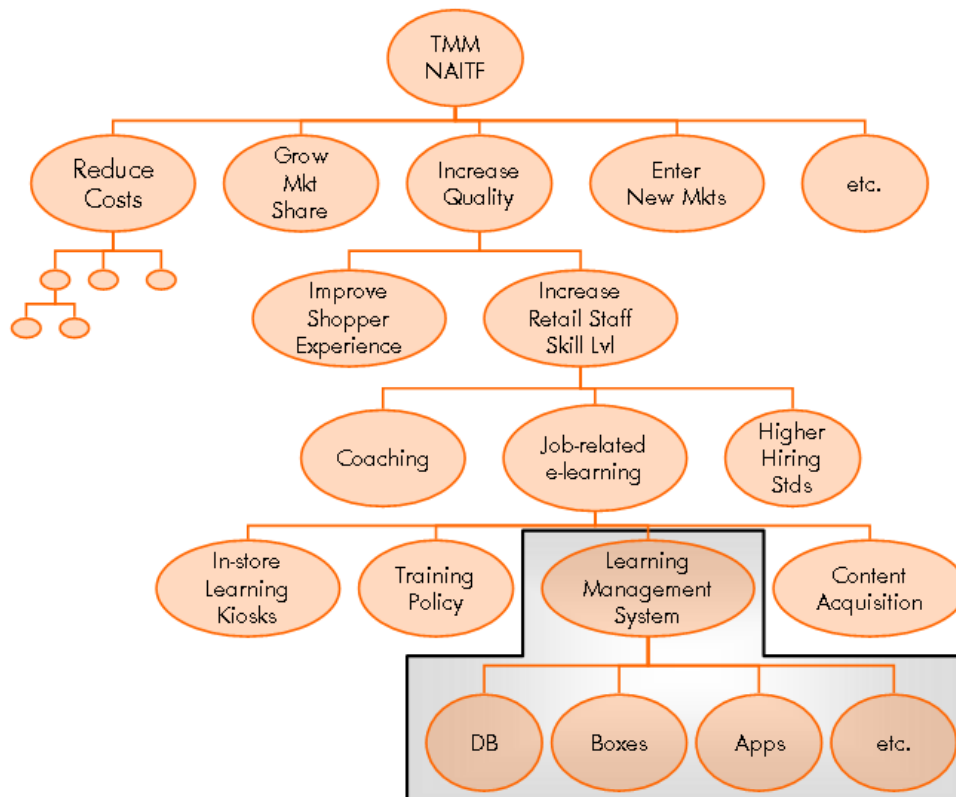 TMM
NAITF
Reduce
Costs
Grow
Mkt
Share
Increase
Quality
Enter
New Mkts
etc.
Improve
Shopper
Experience
Increase
Retail Staff
Skill Lvl
Coaching
Job-related
e-learning
Higher
Hiring
Stds
In-store
Learning
Kiosks
Training
Policy
Learning
Management
System
Content
Acquisition
DB
Boxes
Apps
etc.